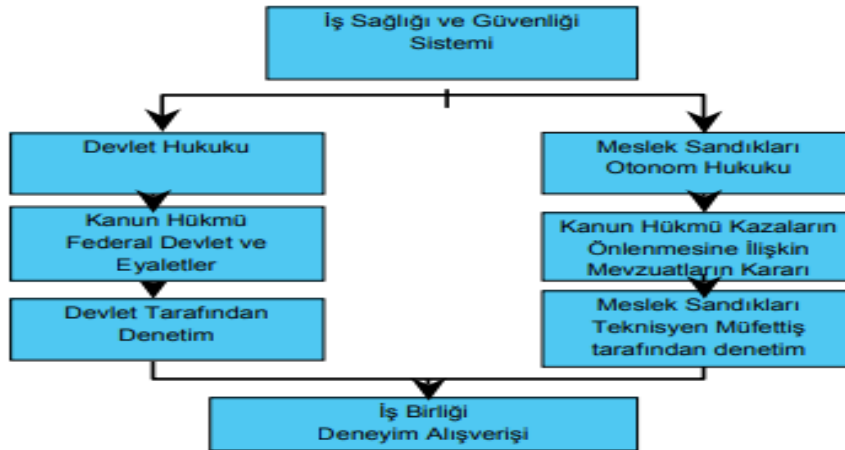 İş Sağlığı ve Güvenliği
Sistemi
Devlet Hukuku
Kanun Hükmü
Federal Devlet ve
Eyaletler
Devlet Tarafından
Denetim
Meslek Sandıkları
Otonom Hukuku
Kanun Hükmü Kazaların
Önlenmesine İlişkin
Mevzuatların Kararı
Meslek Sandıkları
Teknisyen Müfettiş
tarafından denetim
İş Birliği
Deneyim Alışverişi